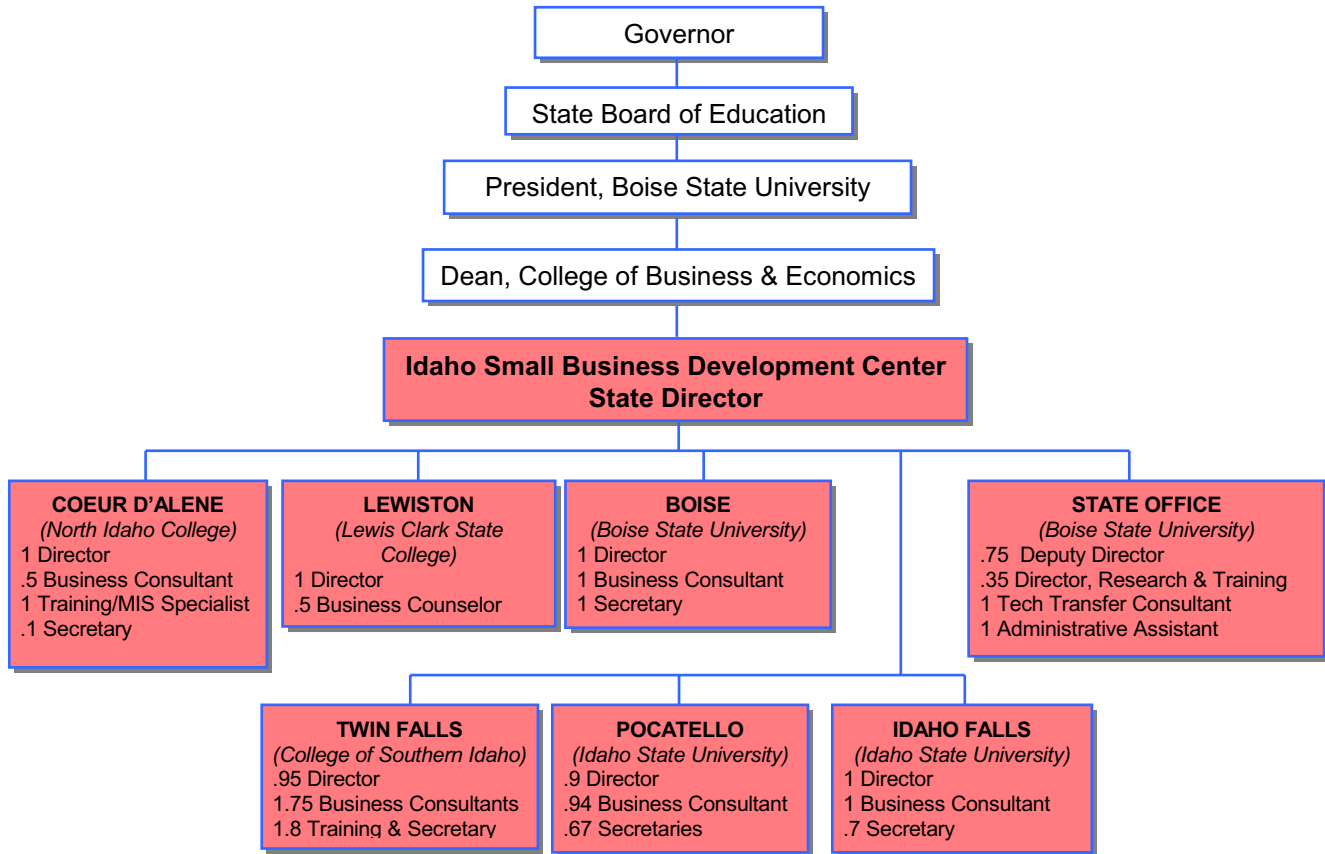 Governor
State Board of Education
President, Boise State University
Dean, College of Business & Economics
Idaho Small Business Development Center
State Director
COEUR D’ALENE
(North Idaho College)
1 Director
.5 Business Consultant
1 Training/MIS Specialist
.1 Secretary
LEWISTON
(Lewis Clark State
College)
1 Director
.5 Business Counselor
BOISE
(Boise State University)
1 Director
1 Business Consultant
1 Secretary
STATE OFFICE
(Boise State University)
.75 Deputy Director
.35 Director, Research & Training
1 Tech Transfer Consultant
1 Administrative Assistant
TWIN FALLS
(College of Southern Idaho)
.95 Director
1.75 Business Consultants
1.8 Training & Secretary
POCATELLO
(Idaho State University)
.9 Director
.94 Business Consultant
.67 Secretaries
IDAHO FALLS
(Idaho State University)
1 Director
1 Business Consultant
.7 Secretary